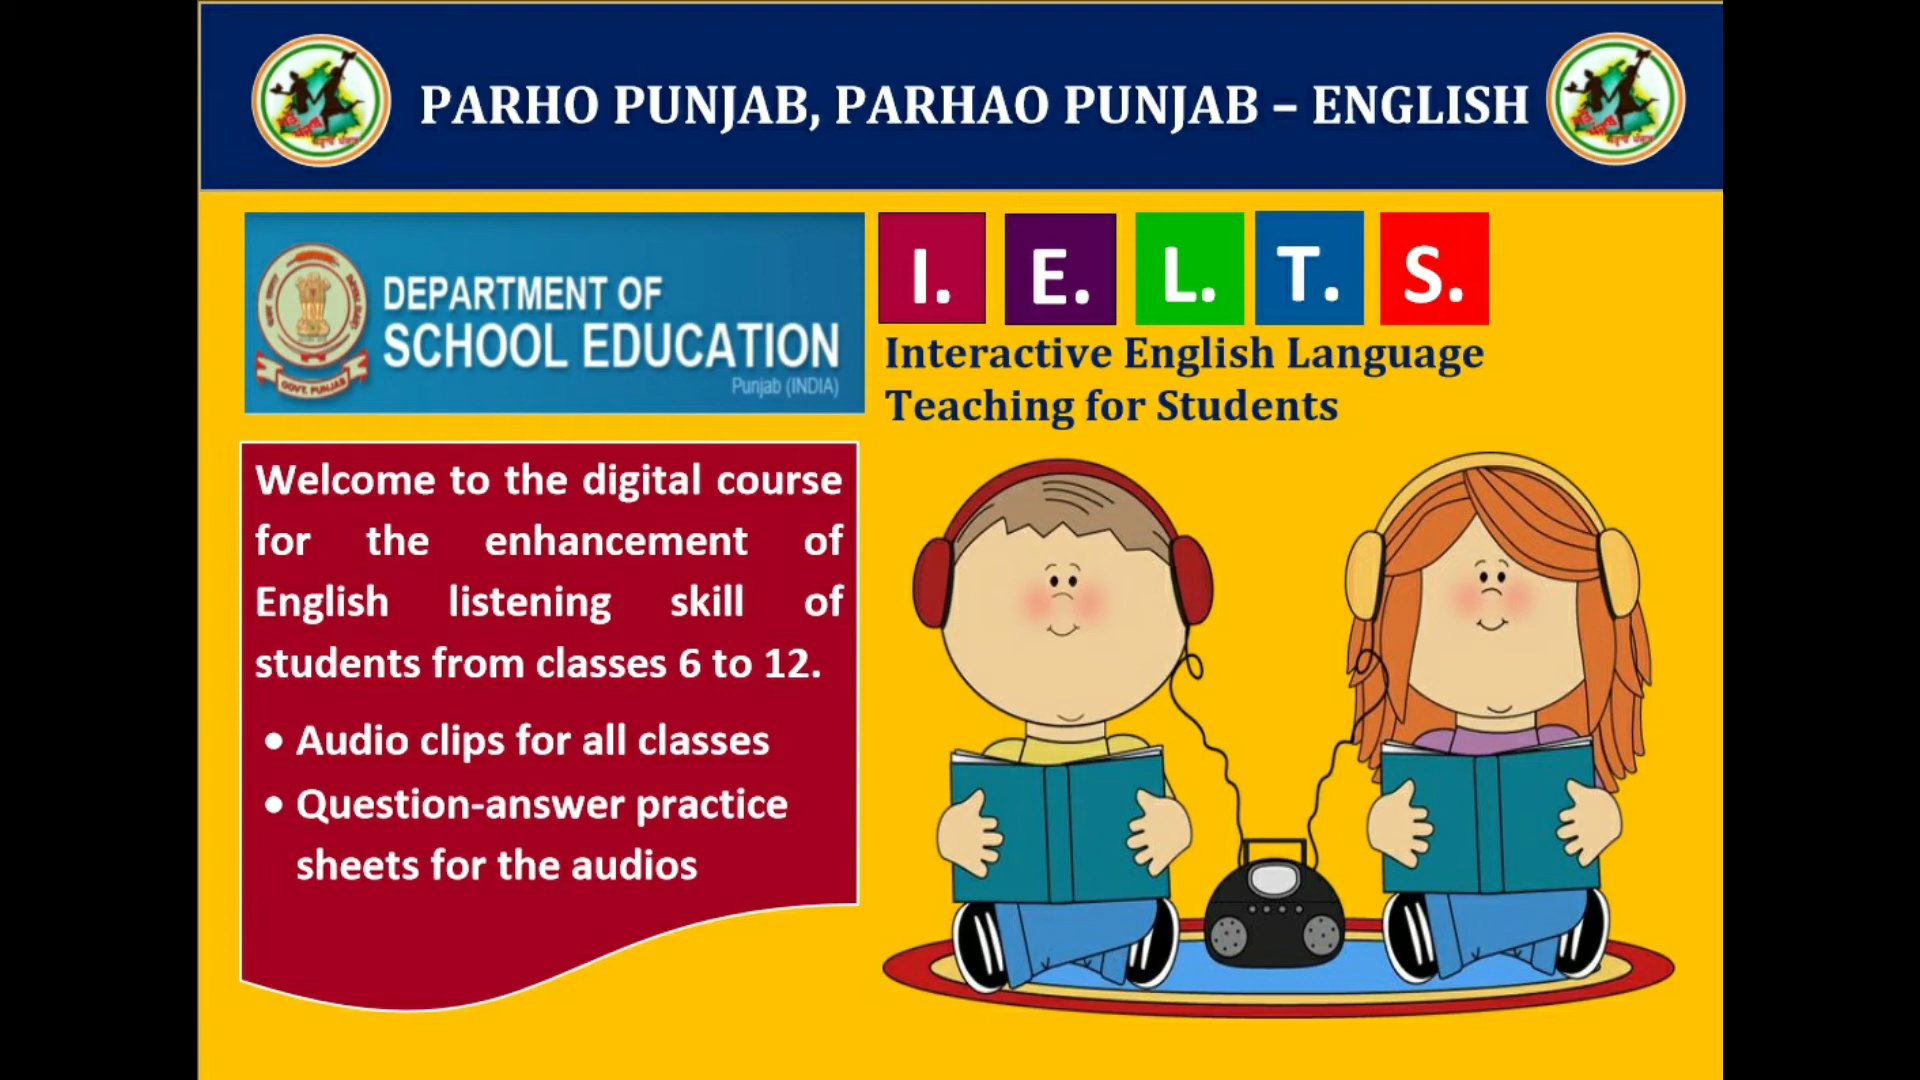 PARHO PUNJAB, PARHAO PUNJAB – ENGLISH
DEPARTMENT OF
SCHOOL EDUCATION
Punjab (INDIA)
GOVT. PUNJAB
I. E. L. T. S.
Interactive English Language
Teaching for Students
Welcome to the digital course
for the enhancement of
English listening skill of
students from classes 6 to 12.
• Audio clips for all classes
• Question-answer practice
sheets for the audios